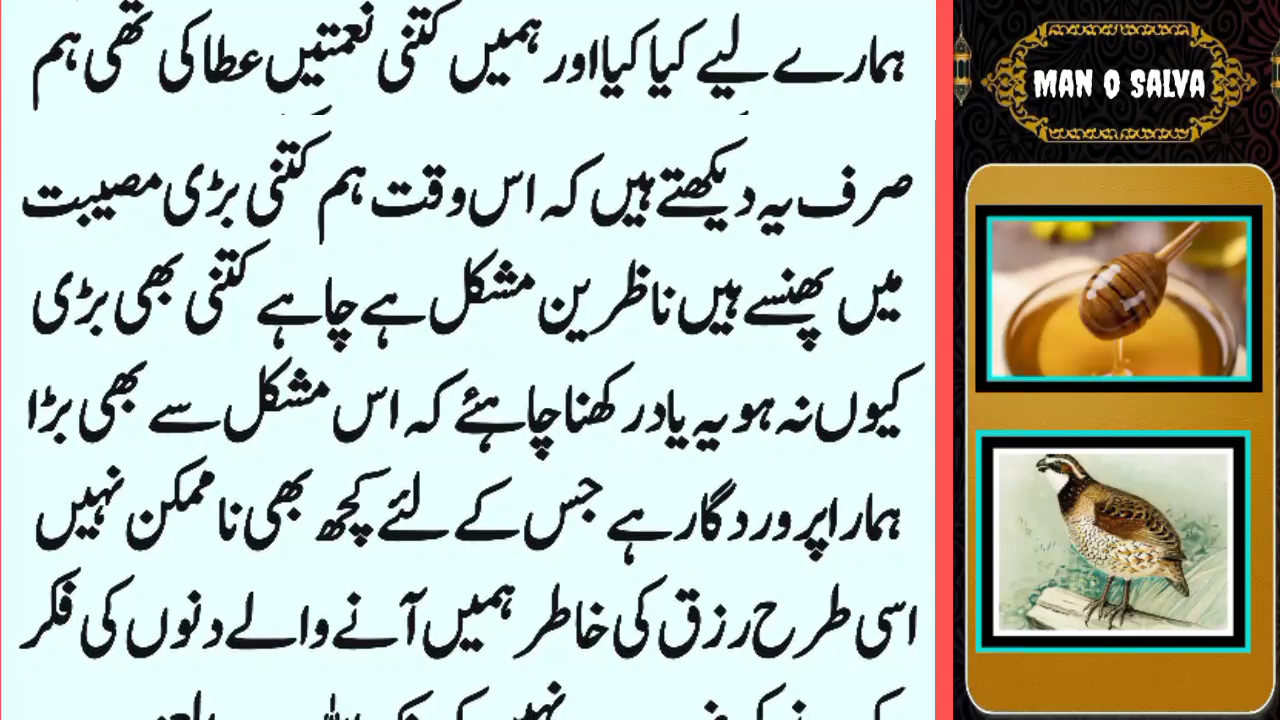 ہمارے لیے کیا کیا اور ہمیں کتنی نعمتیں عطا کی تھی ہم
صرف یہ دیکھتے ہیں کہ اس وقت ہم کتنی بڑی مصیبت
میں پھنسے ہیں ناظرین مشکل ہے چاہے کتنی بھی بڑی
کیوں نہ ہو یہ یاد رکھنا چاہئے کہ اس مشکل سے بھی بڑا
ہمارا پروردگار ہے جس کے لئے کچھ بھی ناممکن نہیں
اسی طرح رزق کی خاطر ہمیں آنے والے دنوں کی فکر
MAN O SALVA